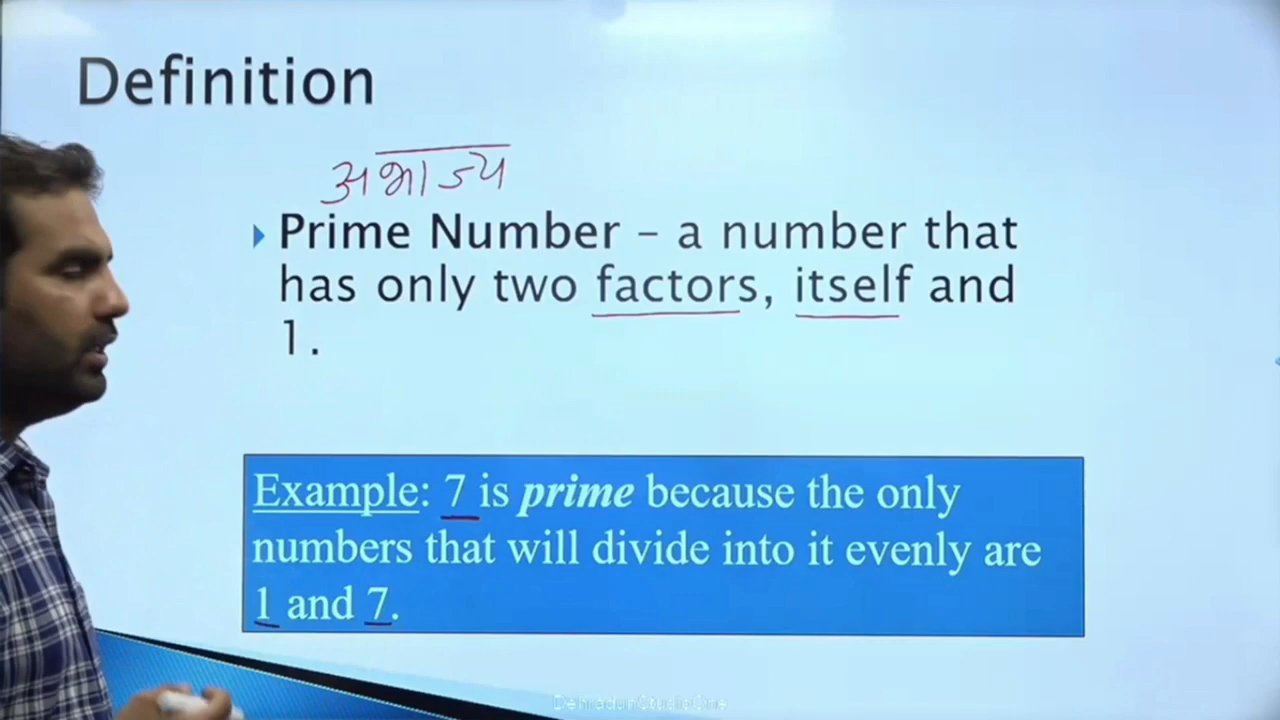 Definition
अभाज्य
Prime Number – a number that
has only two factors, itself and
1.
Example: 7 is prime because the only
numbers that will divide into it evenly are
1 and 7.
DehradunStudioOne